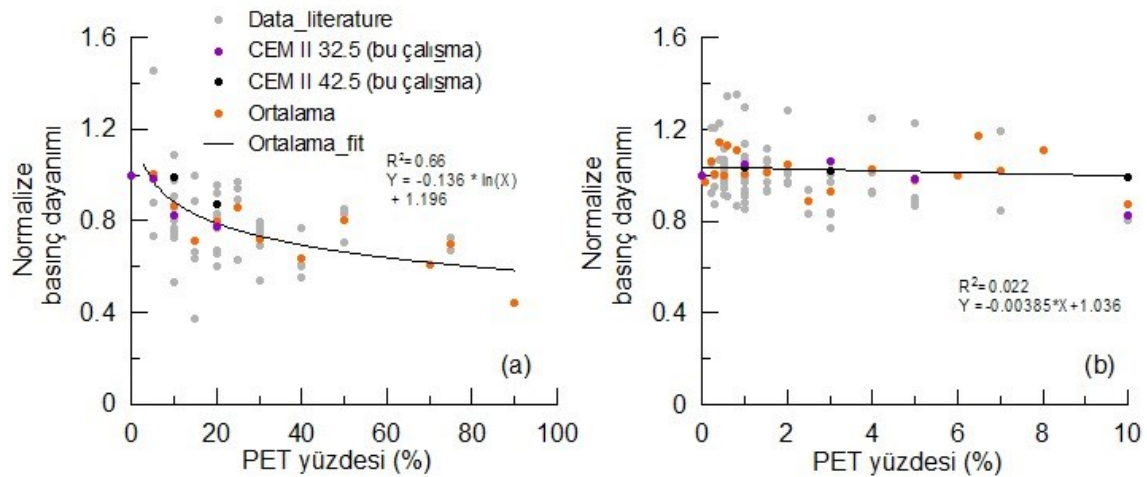 Data_literature
CEM II 32.5 (bu çalışma)
CEM II 42.5 (bu çalışma)
Ortalama
Ortalama_fit
R²=0.66
Y = -0.136 * ln(X)
+ 1.196
1.6
1.2
0.8
0.4
0
Normalize
basınç dayanımı
(a)
0 20 40 60 80 100
PET yüzdesi (%)
1.6
1.2
0.8
0.4
0
Normalize
basınç dayanımı
R²=0.022
Y =-0.00385*X+1.036
(b)
0 2 4 6 8 10
PET yüzdesi (%)